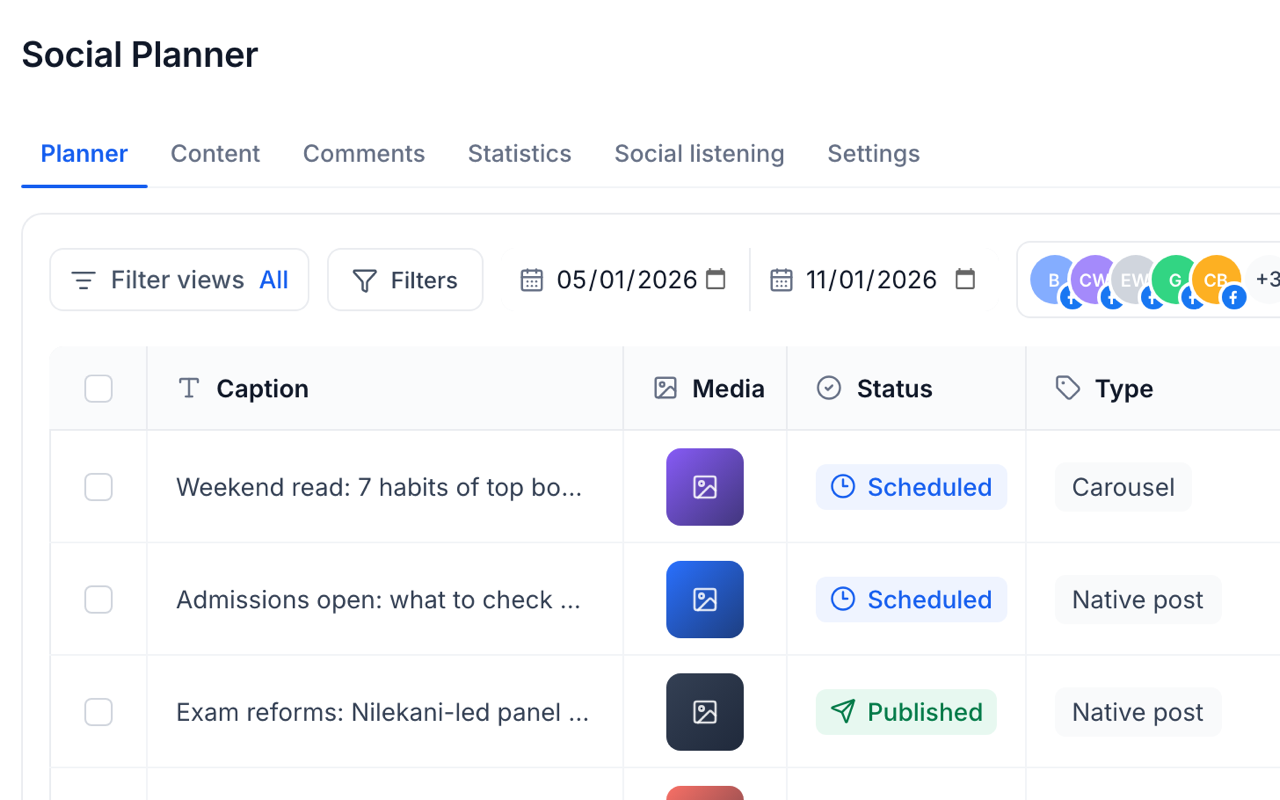 Social Planner
Planner Content Comments Statistics Social listening Settings
Filter views All Filters 05/01/2026 11/01/2026 B CW EW G CB +3
Caption Media Status Type
Weekend read: 7 habits of top bo... Scheduled Carousel
Admissions open: what to check ... Scheduled Native post
Exam reforms: Nilekani-led panel ... Published Native post